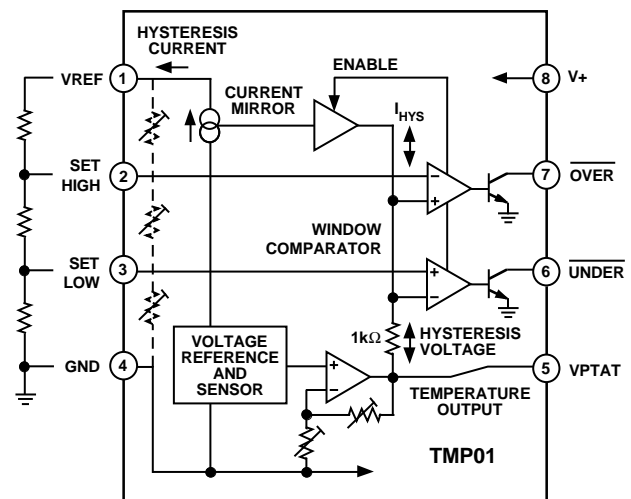 HYSTERESIS
CURRENT
VREF
1
CURRENT
MIRROR
ENABLE
I_HYS
8
V+
SET
HIGH
2
7
OVER
WINDOW
COMPARATOR
SET
LOW
3
6
UNDER
1kΩ
HYSTERESIS
VOLTAGE
GND
4
VOLTAGE
REFERENCE
AND
SENSOR
5
VPTAT
TEMPERATURE
OUTPUT
TMP01
+
−
−
+
+
−